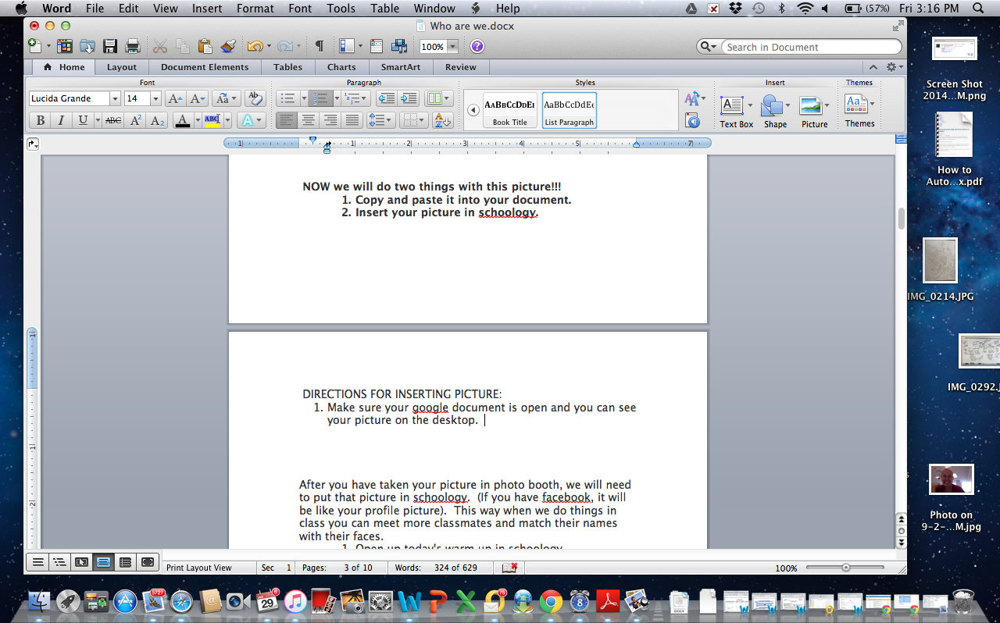 Word File Edit View Insert Format Font Tools Table Window Help (57%) Fri 3:16 PM
Who are we.docx
100% Search in Document
Home Layout Document Elements Tables Charts SmartArt Review
Font Paragraph Styles Insert Themes
Lucida Grande 14 Aa
AABBCCDDEI AaBbCcDdEe
Book Title List Paragraph
Text Box Shape Picture Themes
B I U ABC A² A₂ A ABC A
NOW we will do two things with this picture!!!
1. Copy and paste it into your document.
2. Insert your picture in schoology.
DIRECTIONS FOR INSERTING PICTURE:
1. Make sure your google document is open and you can see
your picture on the desktop.
After you have taken your picture in photo booth, we will need
to put that picture in schoology. (If you have facebook, it will
be like your profile picture). This way when we do things in
class you can meet more classmates and match their names
with their faces.
1. Open up today's warm up in schoology
Print Layout View Sec 1 Pages: 3 of 10 Words: 324 of 629 100%
Screen Shot
2014...M.png
How to
Auto...x.pdf
IMG_0214.JPG
IMG_0292.J
Photo on
9-2-...M.jpg